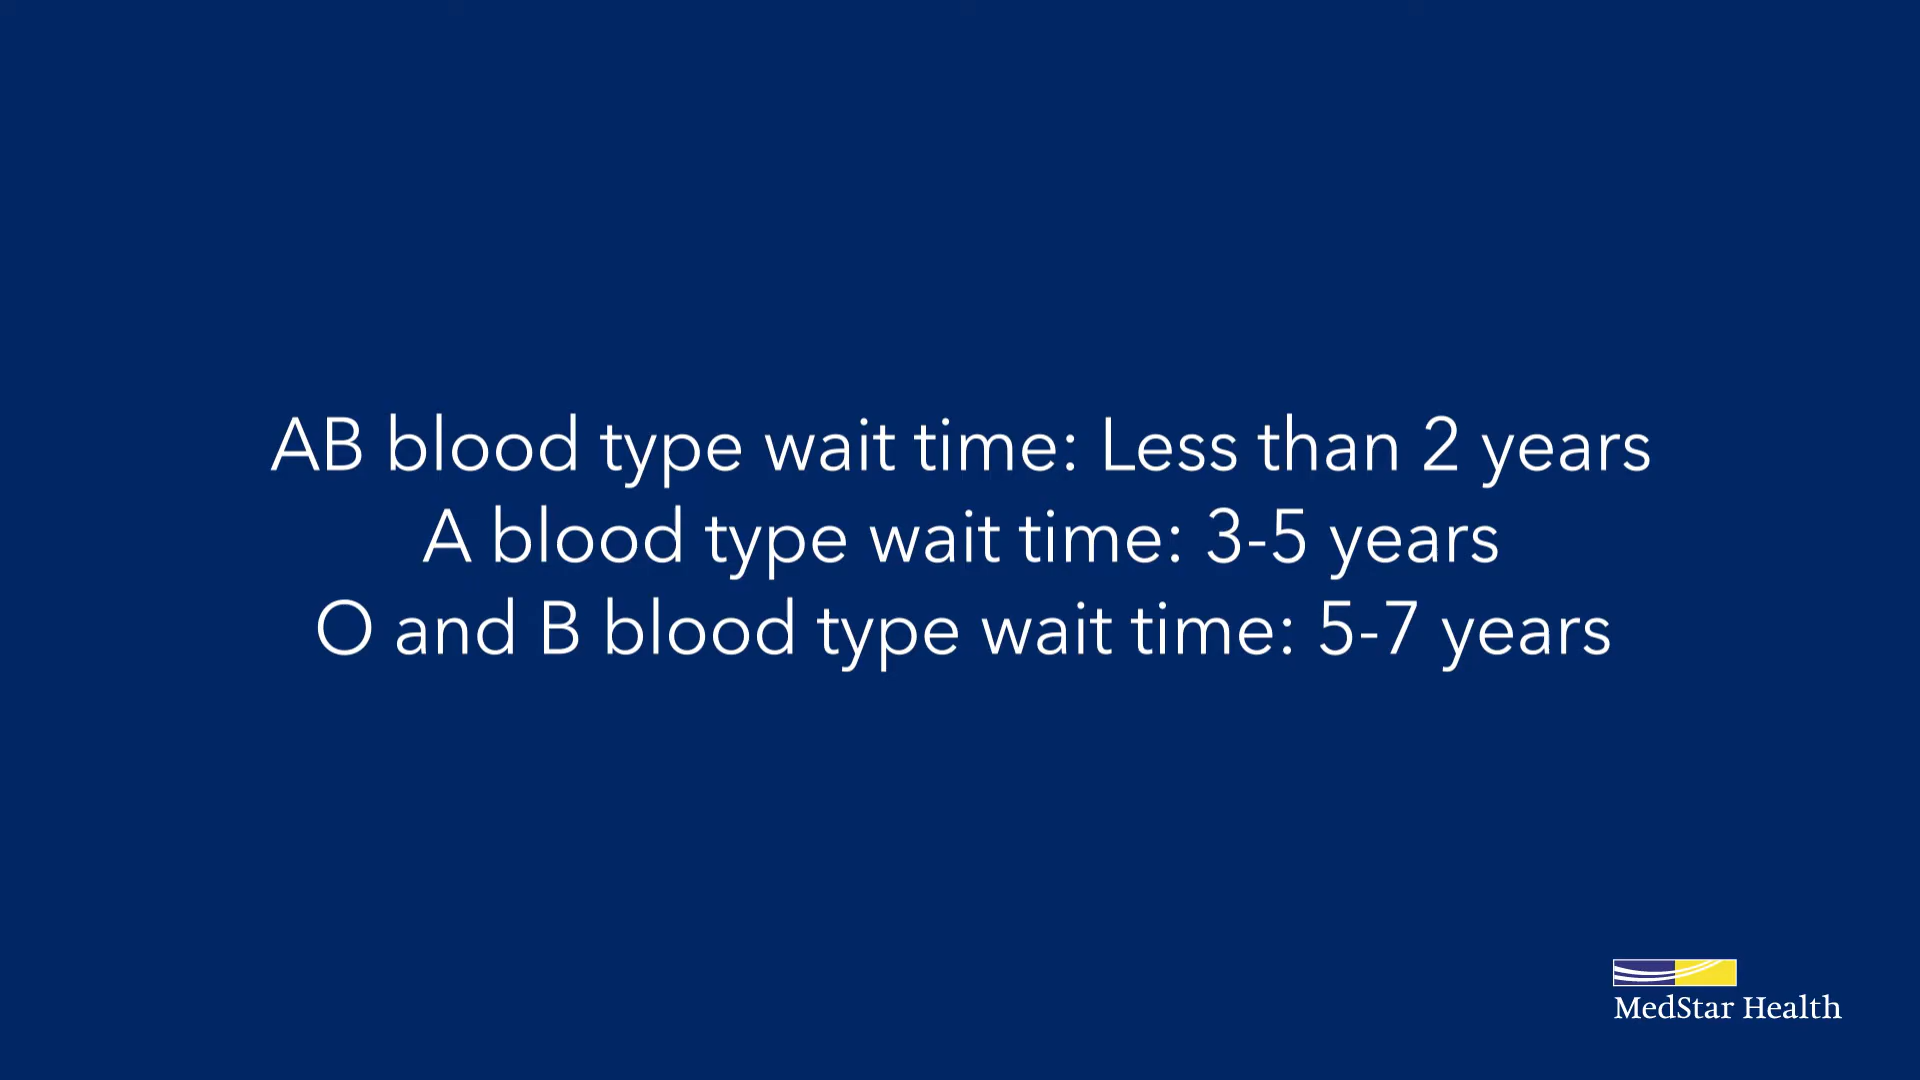 AB blood type wait time: Less than 2 years
A blood type wait time: 3-5 years
O and B blood type wait time: 5-7 years
MedStar Health